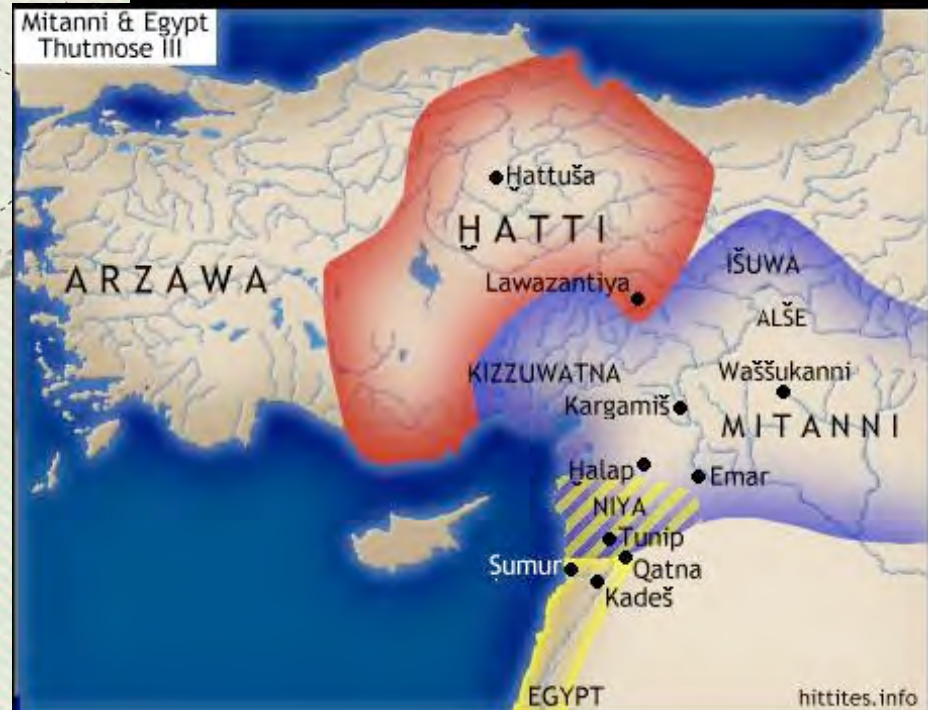 Mitanni & Egypt
Thutmose III
Ḫattuša
ḪATTI
ARZAWA
IŠUWA
Lawazantiya
ALŠE
KIZZUWATNA
Waššukanni
Kargamiš
MITANNI
Ḫalap
Emar
NIYA
Tunip
Sumur
Qatna
Kadeš
EGYPT
hittites.info